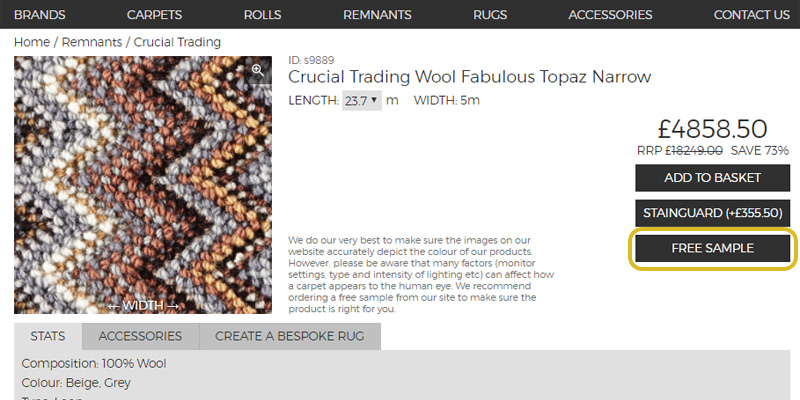 BRANDS CARPETS ROLLS REMNANTS RUGS ACCESSORIES CONTACT US
Home / Remnants / Crucial Trading
ID: s9889
Crucial Trading Wool Fabulous Topaz Narrow
LENGTH: 23.7 ▼ m WIDTH: 5m
£4858.50
RRP £18249.00 SAVE 73%
ADD TO BASKET
STAINGUARD (+£355.50)
FREE SAMPLE
We do our very best to make sure the images on our
website accurately depict the colour of our products.
However, please be aware that many factors (monitor
settings, type and intensity of lighting etc) can affect how
a carpet appears to the human eye. We recommend
ordering a free sample from our site to make sure the
product is right for you.
← WIDTH →
STATS ACCESSORIES CREATE A BESPOKE RUG
Composition: 100% Wool
Colour: Beige, Grey
Type: Loop